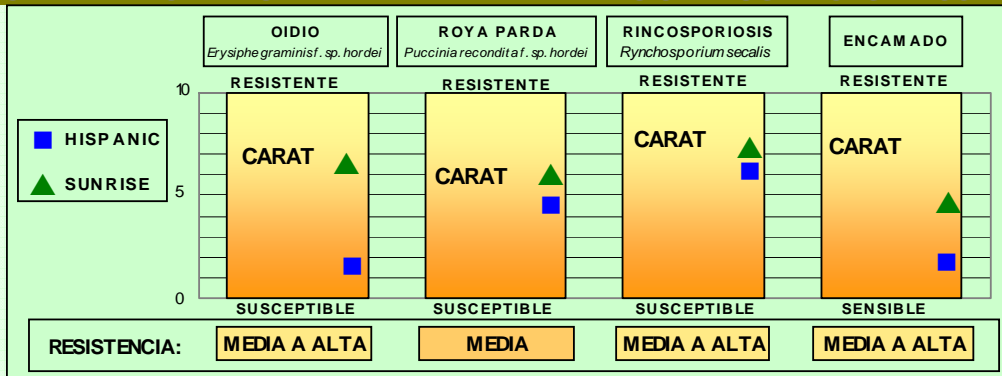 OIDIO
Erysiphe graminis f. sp. hordei
ROYA PARDA
Puccinia recondita f. sp. hordei
RINCOSPORIOSIS
Rynchosporium secalis
ENCAMADO
RESISTENTE RESISTENTE RESISTENTE RESISTENTE
10
HISPANIC
SUNRISE
CARAT CARAT CARAT CARAT
5
0
SUSCEPTIBLE SUSCEPTIBLE SUSCEPTIBLE SENSIBLE
RESISTENCIA: MEDIA A ALTA MEDIA MEDIA A ALTA MEDIA A ALTA